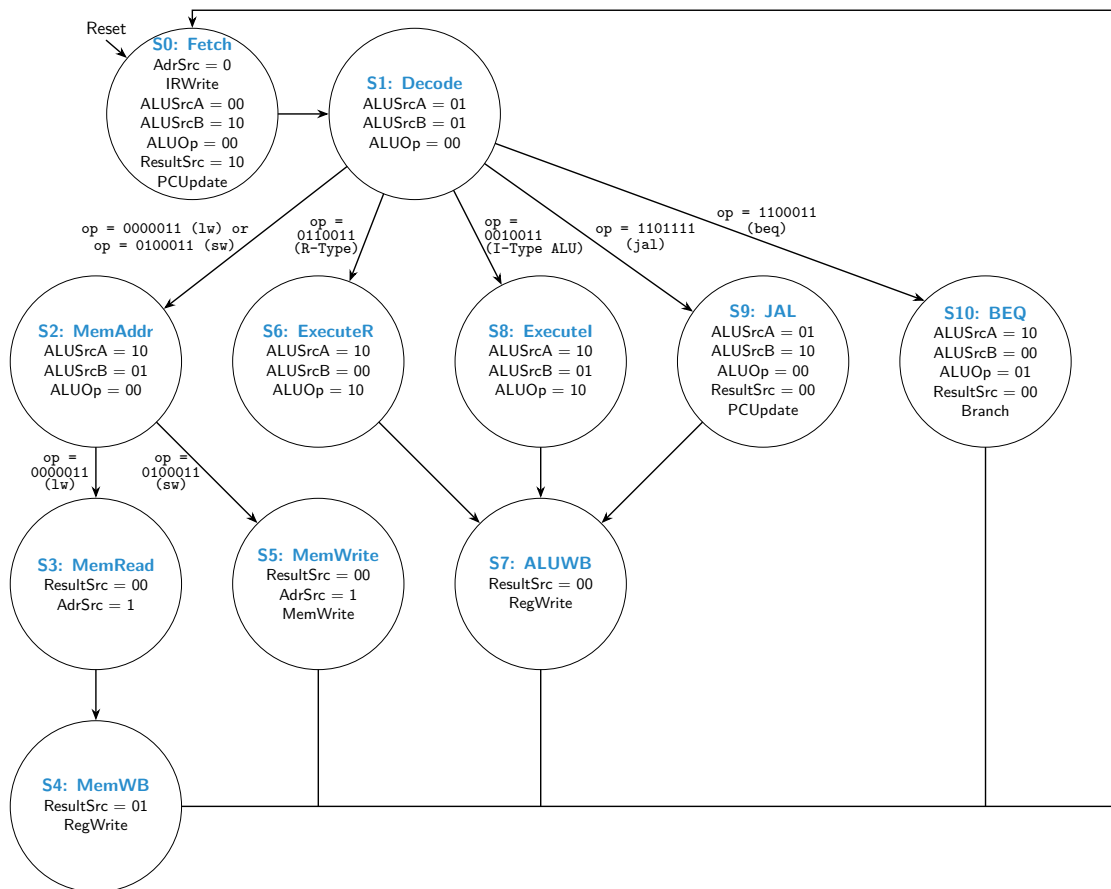 Reset
S0: Fetch
AdrSrc = 0
IRWrite
ALUSrcA = 00
ALUSrcB = 10
ALUOp = 00
ResultSrc = 10
PCUpdate
S1: Decode
ALUSrcA = 01
ALUSrcB = 01
ALUOp = 00
op = 0000011 (lw) or
op = 0100011 (sw)
op =
0110011
(R-Type)
op =
0010011
(I-Type ALU)
op = 1101111
(jal)
op = 1100011
(beq)
S2: MemAddr
ALUSrcA = 10
ALUSrcB = 01
ALUOp = 00
S6: ExecuteR
ALUSrcA = 10
ALUSrcB = 00
ALUOp = 10
S8: ExecuteI
ALUSrcA = 10
ALUSrcB = 01
ALUOp = 10
S9: JAL
ALUSrcA = 01
ALUSrcB = 10
ALUOp = 00
ResultSrc = 00
PCUpdate
S10: BEQ
ALUSrcA = 10
ALUSrcB = 00
ALUOp = 01
ResultSrc = 00
Branch
op =
0000011
(lw)
op =
0100011
(sw)
S3: MemRead
ResultSrc = 00
AdrSrc = 1
S5: MemWrite
ResultSrc = 00
AdrSrc = 1
MemWrite
S7: ALUWB
ResultSrc = 00
RegWrite
S4: MemWB
ResultSrc = 01
RegWrite